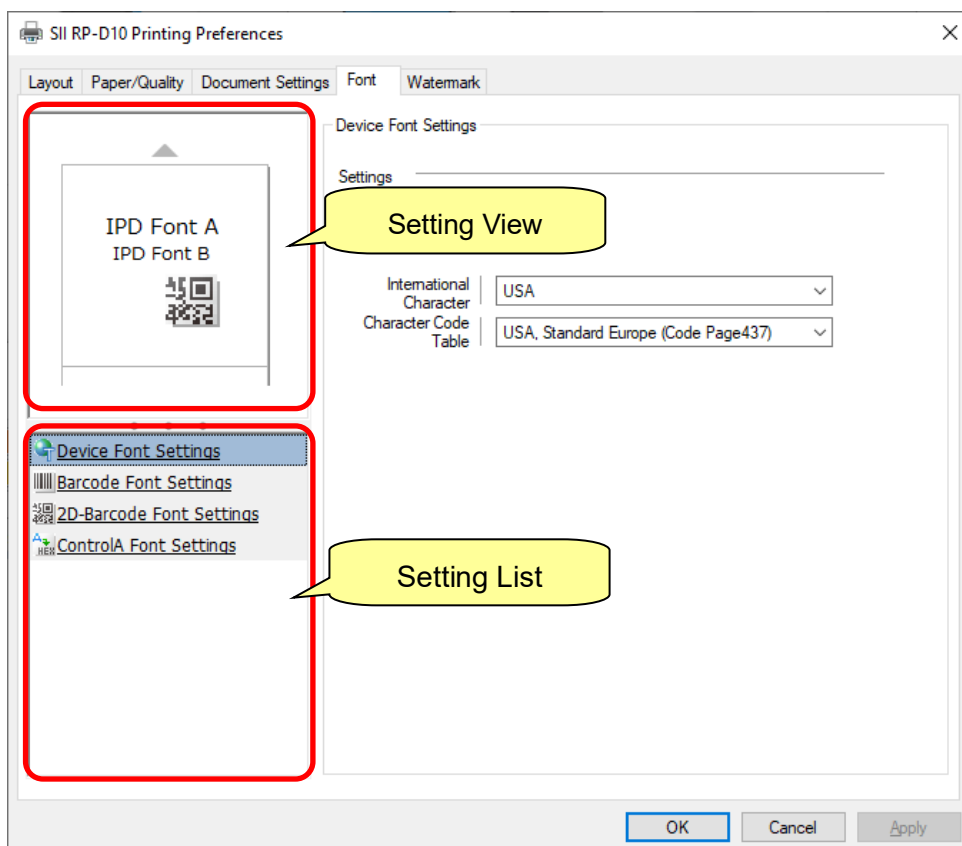 SII RP-D10 Printing Preferences
Layout Paper/Quality Document Settings Font Watermark
IPD Font A
IPD Font B
Setting View
Device Font Settings
Barcode Font Settings
2D-Barcode Font Settings
ControlA Font Settings
Setting List
Device Font Settings
Settings
International Character USA
Character Code Table USA, Standard Europe (Code Page437)
OK Cancel Apply